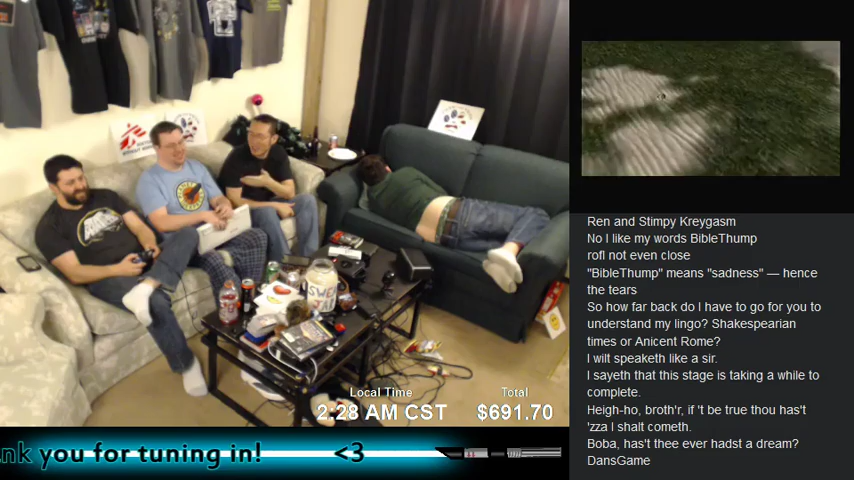 Ren and Stimpy Kreygasm
No I like my words BibleThump
rofl not even close
"BibleThump" means "sadness" — hence
the tears
So how far back do I have to go for you to
understand my lingo? Shakespearian
times or Anicent Rome?
I wilt speaketh like a sir.
I sayeth that this stage is taking a while to
complete.
Heigh-ho, broth'r, if 't be true thou has't
'zza I shalt cometh.
Boba, has't thee ever hadst a dream?
DansGame
Local Time
2:28 AM CST
Total
$691.70
nk you for tuning in! <3